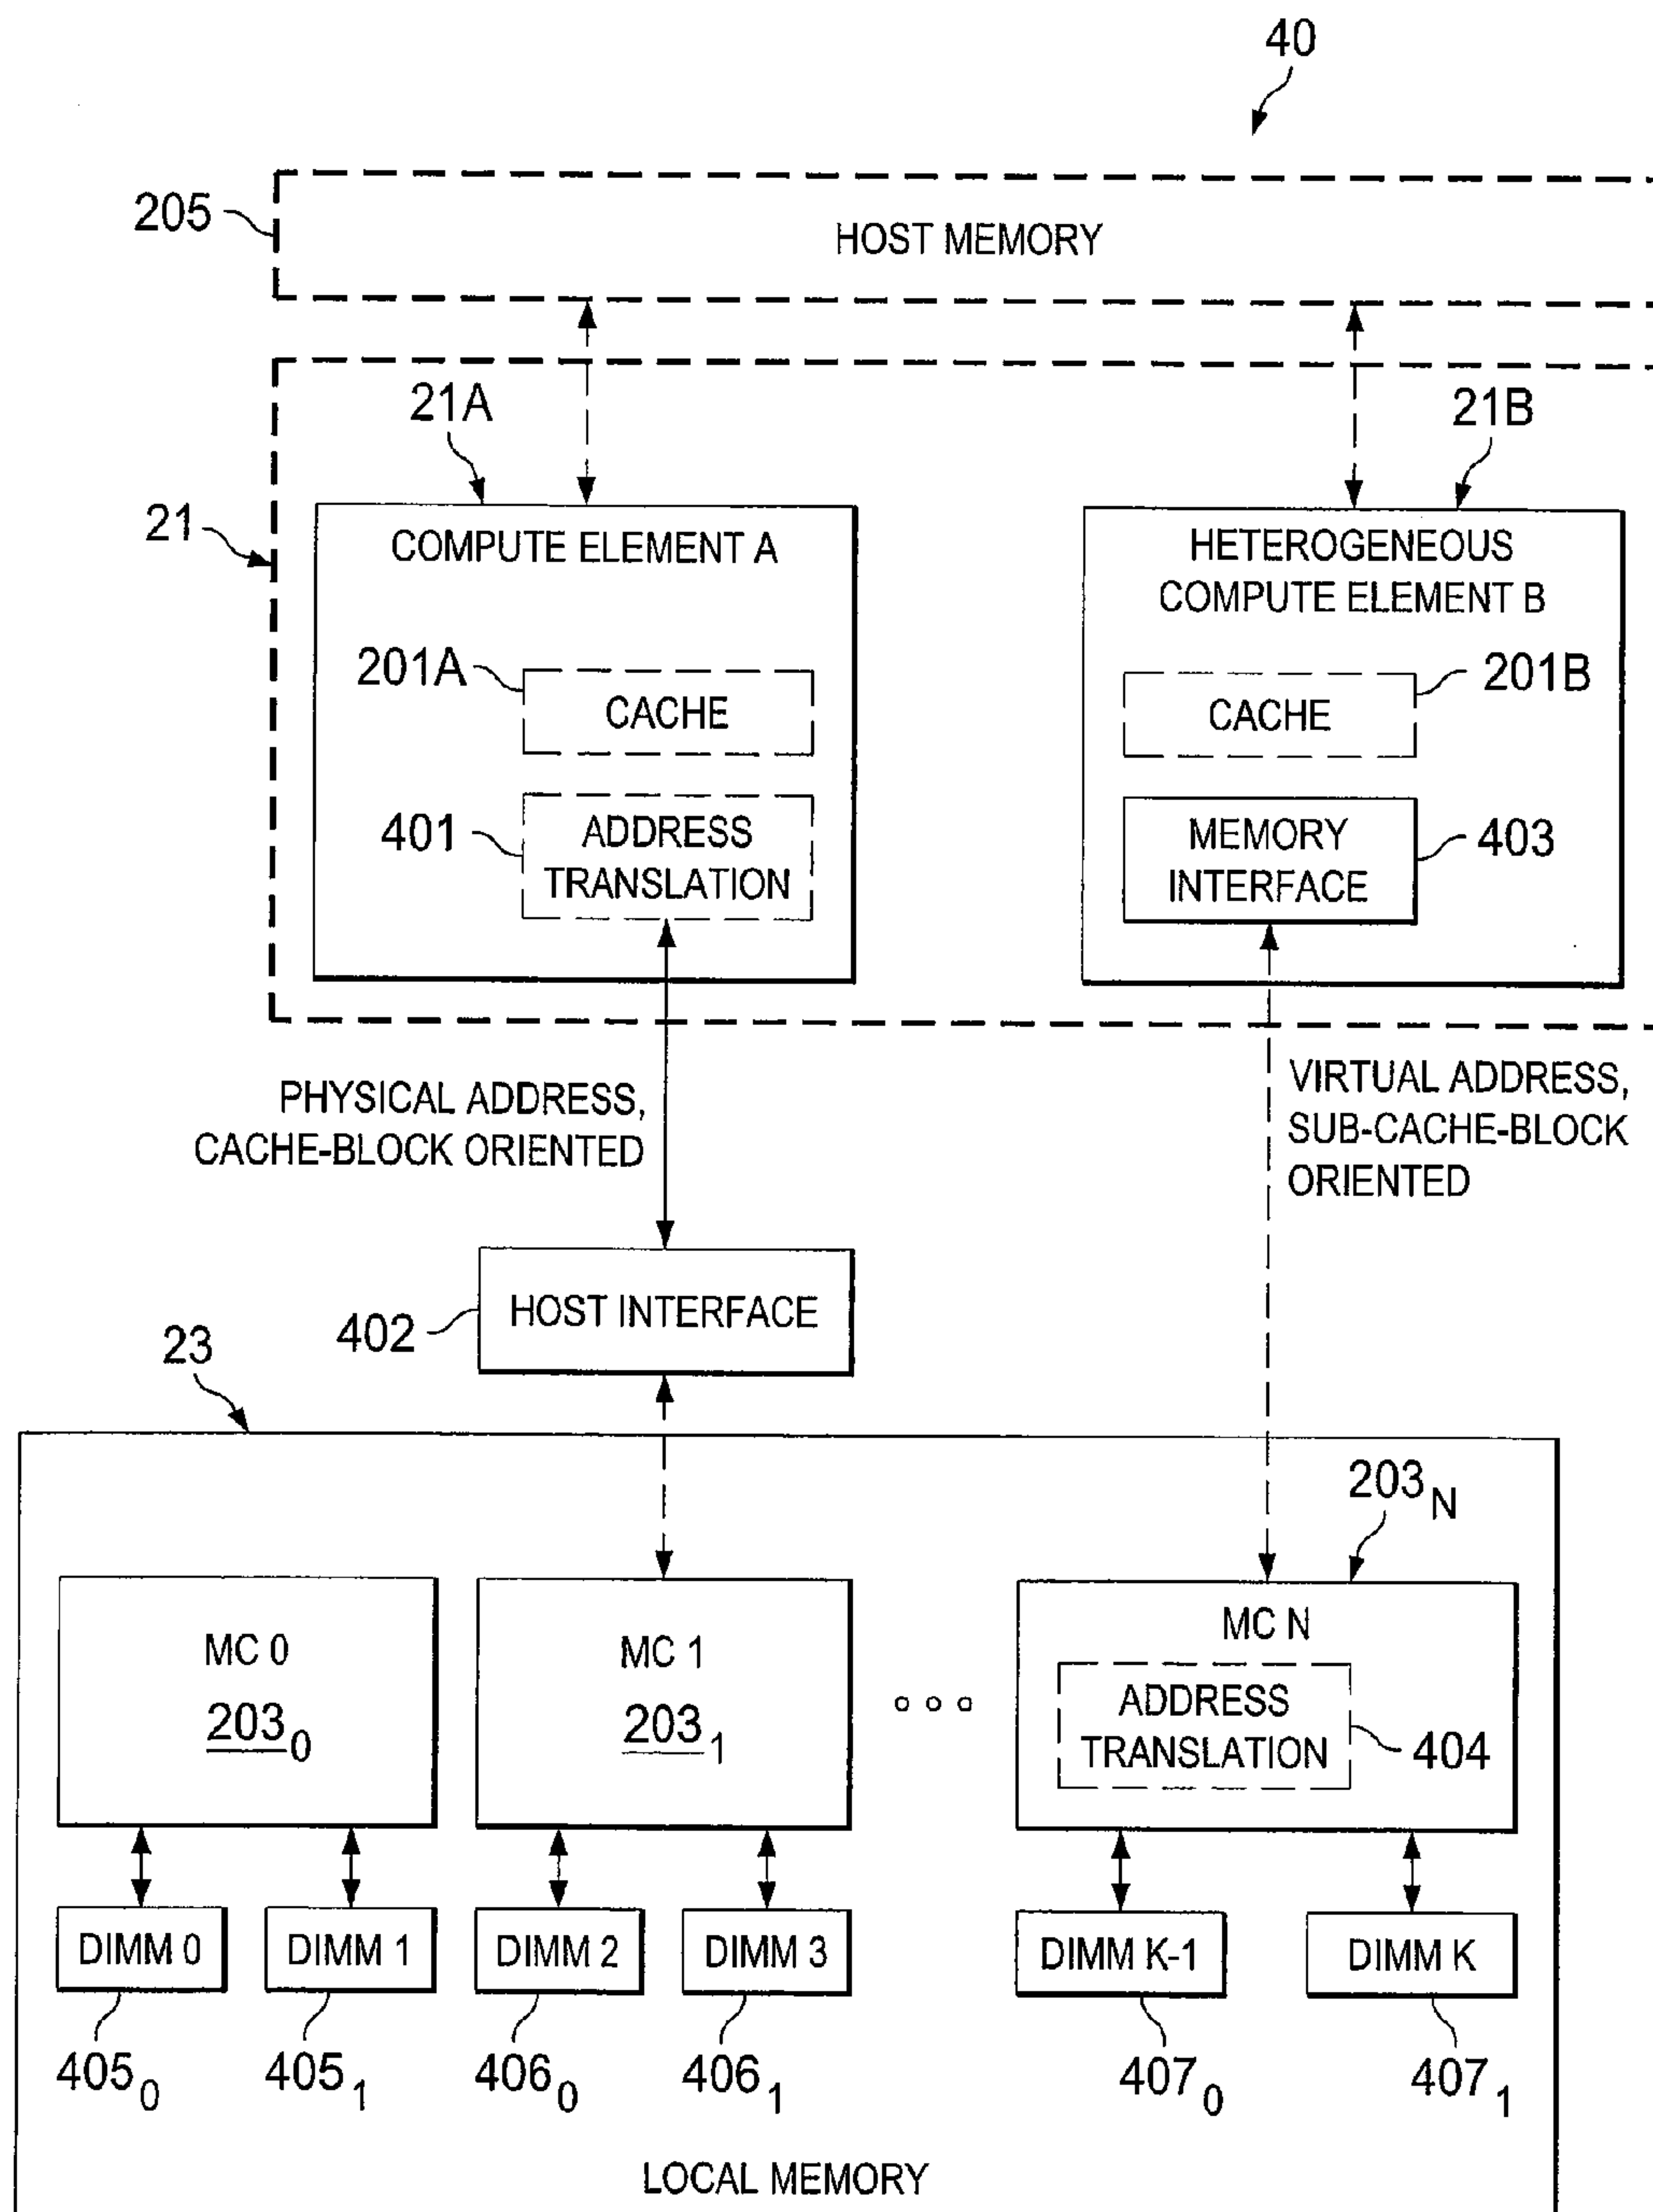 40
205
HOST MEMORY
21A
21B
21
COMPUTE ELEMENT A
HETEROGENEOUS
COMPUTE ELEMENT B
201A
CACHE
CACHE
201B
401
ADDRESS
TRANSLATION
MEMORY
INTERFACE
403
PHYSICAL ADDRESS,
CACHE-BLOCK ORIENTED
VIRTUAL ADDRESS,
SUB-CACHE-BLOCK
ORIENTED
HOST INTERFACE
402
23
203N
MC 0
2030
MC 1
2031
MC N
ADDRESS
TRANSLATION
404
DIMM 0
DIMM 1
DIMM 2
DIMM 3
DIMM K-1
DIMM K
4050
4051
4060
4061
4070
4071
LOCAL MEMORY